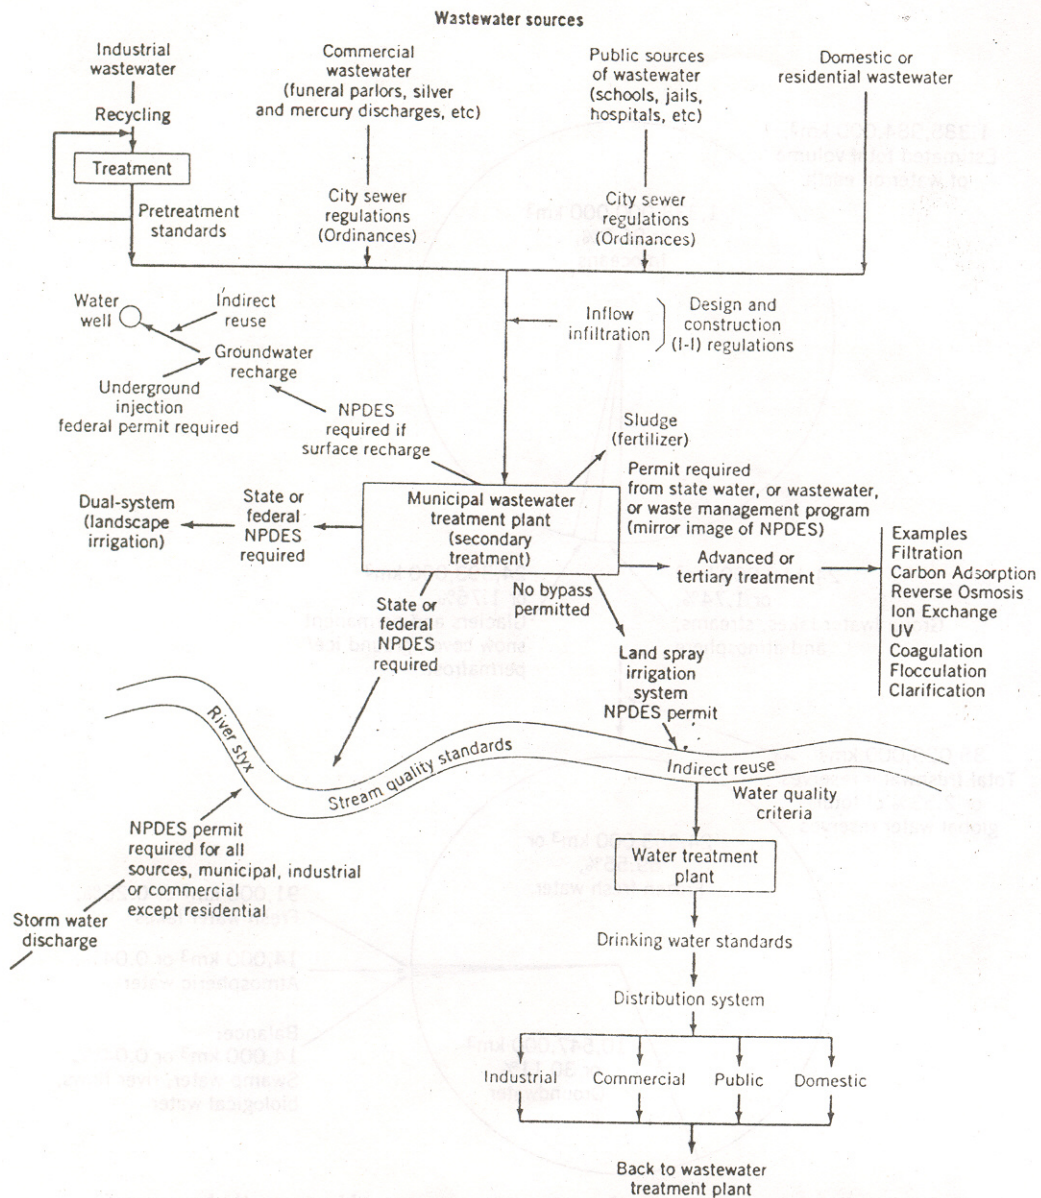 Wastewater sources
Industrial
wastewater
Commercial
wastewater
(funeral parlors, silver
and mercury discharges, etc)
Public sources
of wastewater
(schools, jails,
hospitals, etc)
Domestic or
residential wastewater
Recycling
Treatment
Pretreatment
standards
City sewer
regulations
(Ordinances)
City sewer
regulations
(Ordinances)
Water
well
Indirect
reuse
Groundwater
recharge
Underground
injection
federal permit required
Inflow
infiltration
Design and
construction
(I-I) regulations
NPDES
required if
surface recharge
Sludge
(fertilizer)
Permit required
from state water, or wastewater,
or waste management program
(mirror image of NPDES)
Dual-system
(landscape
irrigation)
State or
federal
NPDES
required
Municipal wastewater
treatment plant
(secondary
treatment)
Advanced or
tertiary treatment
Examples
Filtration
Carbon Adsorption
Reverse Osmosis
Ion Exchange
UV
Coagulation
Flocculation
Clarification
No bypass
permitted
State or
federal
NPDES
required
Land spray
irrigation
system
NPDES permit
River styx
Stream quality standards
Indirect reuse
Water quality
criteria
NPDES permit
required for all
sources, municipal, industrial
or commercial
except residential
Storm water
discharge
Water treatment
plant
Drinking water standards
Distribution system
Industrial
Commercial
Public
Domestic
Back to wastewater
treatment plant